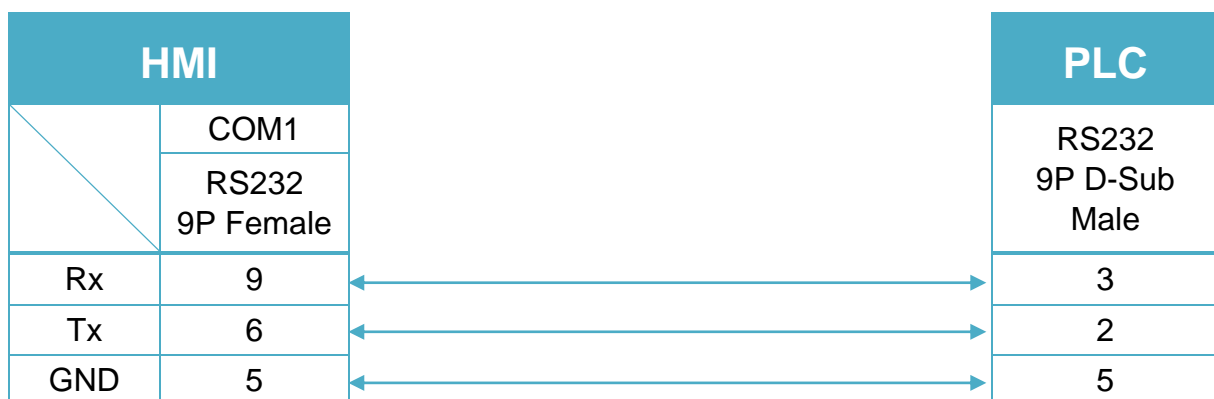 HMI
PLC
COM1
RS232
9P Female
RS232
9P D-Sub
Male
Rx 9 3
Tx 6 2
GND 5 5